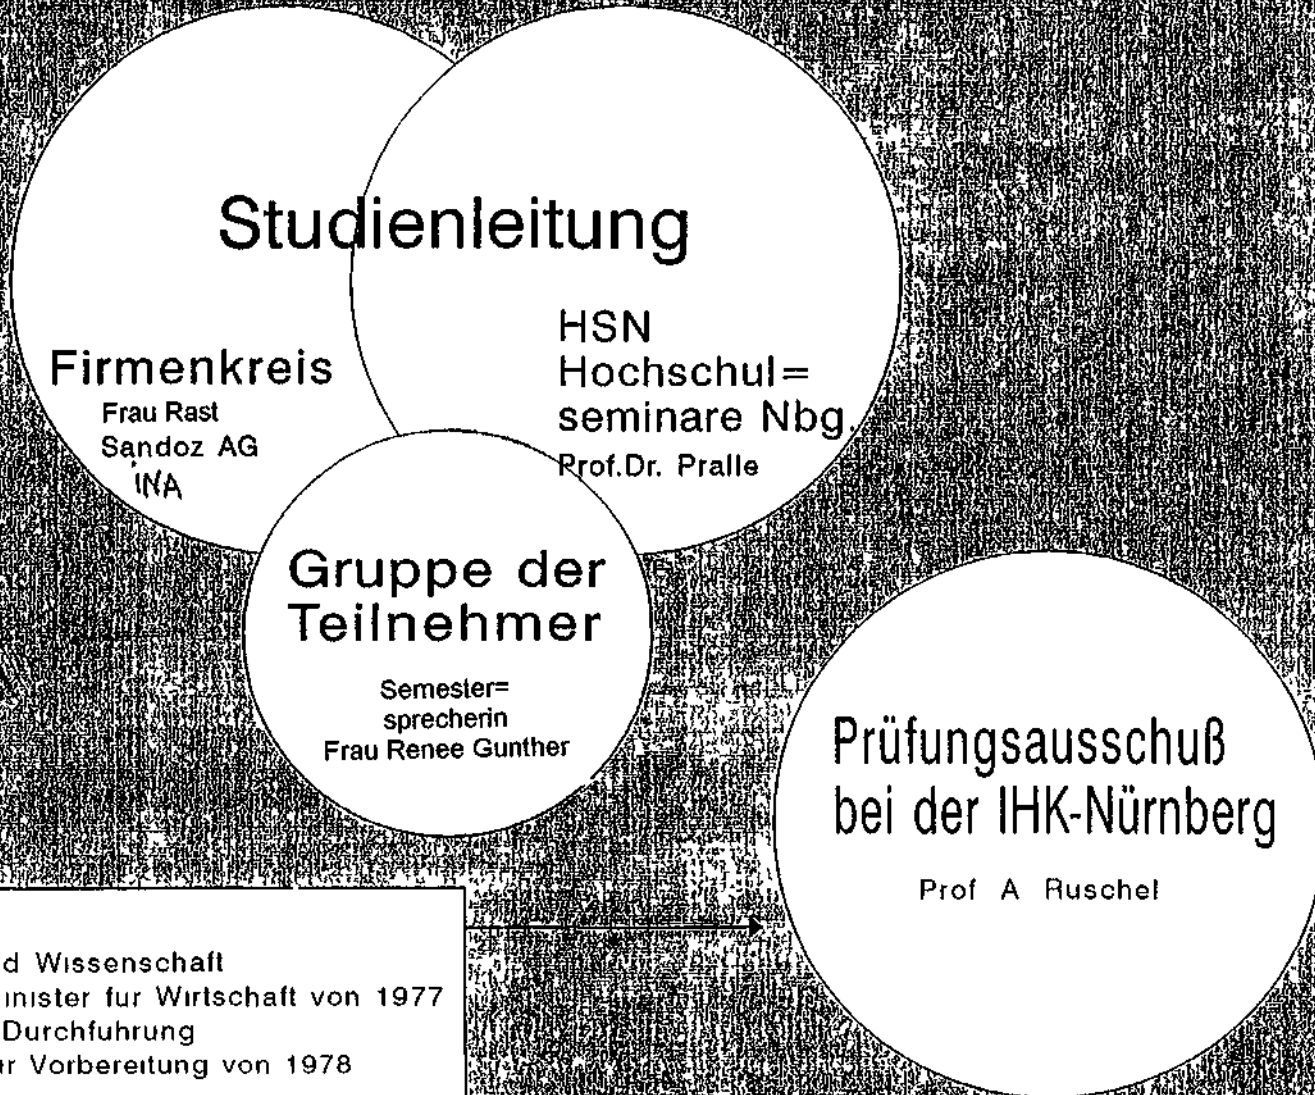 Studienleitung
Firmenkreis
Frau Rast
Sandoz AG
INA
HSN
Hochschul=
seminare Nbg.
Prof.Dr. Pralle
Gruppe der
Teilnehmer
Semester=
sprecherin
Frau Renee Gunther
Prüfungsausschuß
bei der IHK-Nürnberg
Prof A Ruschel
d Wissenschaft
inister fur Wirtschaft von 1977
Durchfuhrung
r Vorbereitung von 1978